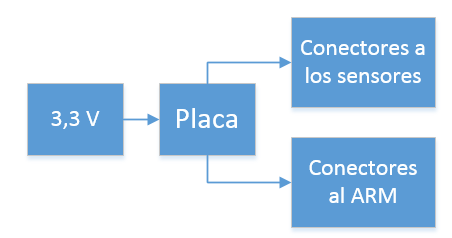 3,3 V
Placa
Conectores a
los sensores
Conectores
al ARM